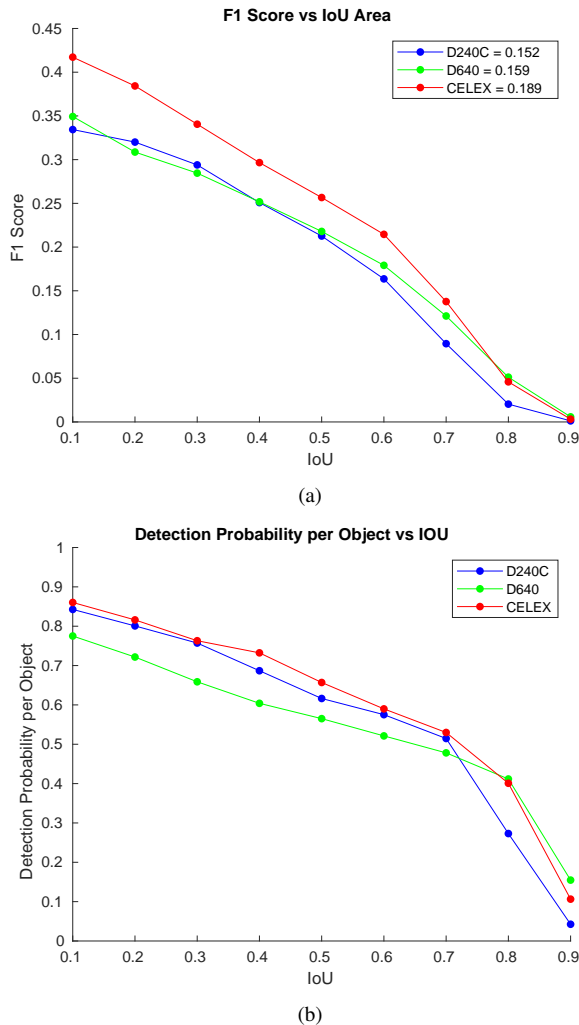 F1 Score vs IoU Area
D240C = 0.152
D640 = 0.159
CELEX = 0.189
F1 Score
0.45
0.4
0.35
0.3
0.25
0.2
0.15
0.1
0.05
0
0.1 0.2 0.3 0.4 0.5 0.6 0.7 0.8 0.9
IoU
(a)
Detection Probability per Object vs IOU
D240C
D640
CELEX
Detection Probability per Object
1
0.9
0.8
0.7
0.6
0.5
0.4
0.3
0.2
0.1
0
0.1 0.2 0.3 0.4 0.5 0.6 0.7 0.8 0.9
IoU
(b)